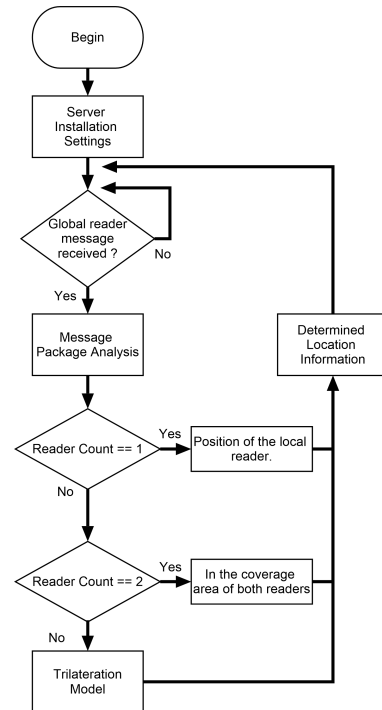 Begin
Server
Installation
Settings
Global reader
message
received ?
No
Yes
Message
Package Analysis
Determined
Location
Information
Reader Count == 1
Yes
Position of the local
reader.
No
Reader Count == 2
Yes
In the coverage
area of both readers
No
Trilateration
Model